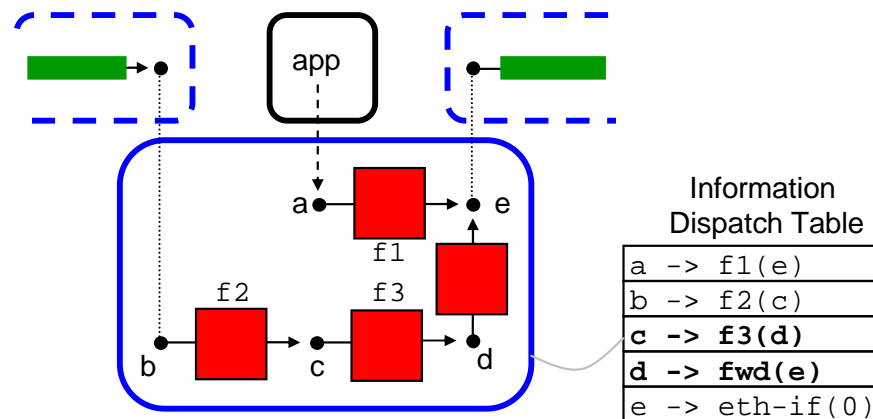 app
a
e
f1
f2
f3
b
c
d
Information
Dispatch Table
a -> f1(e)
b -> f2(c)
c -> f3(d)
d -> fwd(e)
e -> eth-if(0)